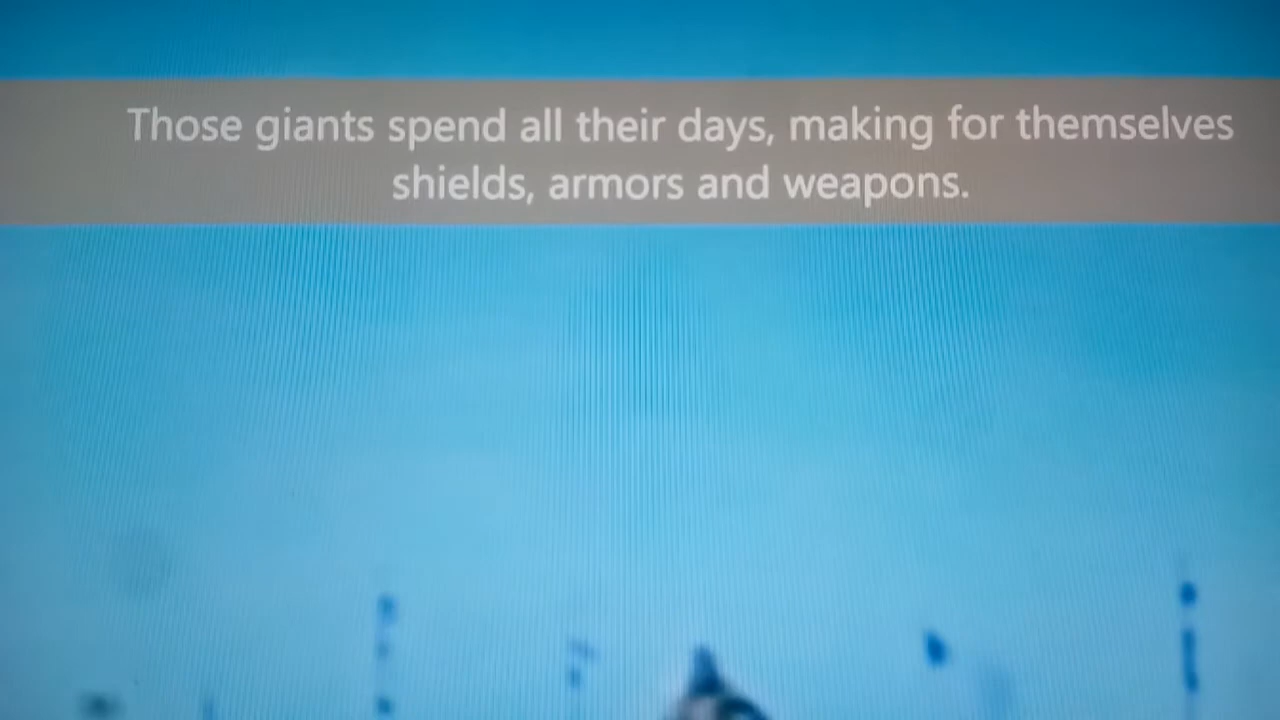 Those giants spend all their days, making for themselves
shields, armors and weapons.